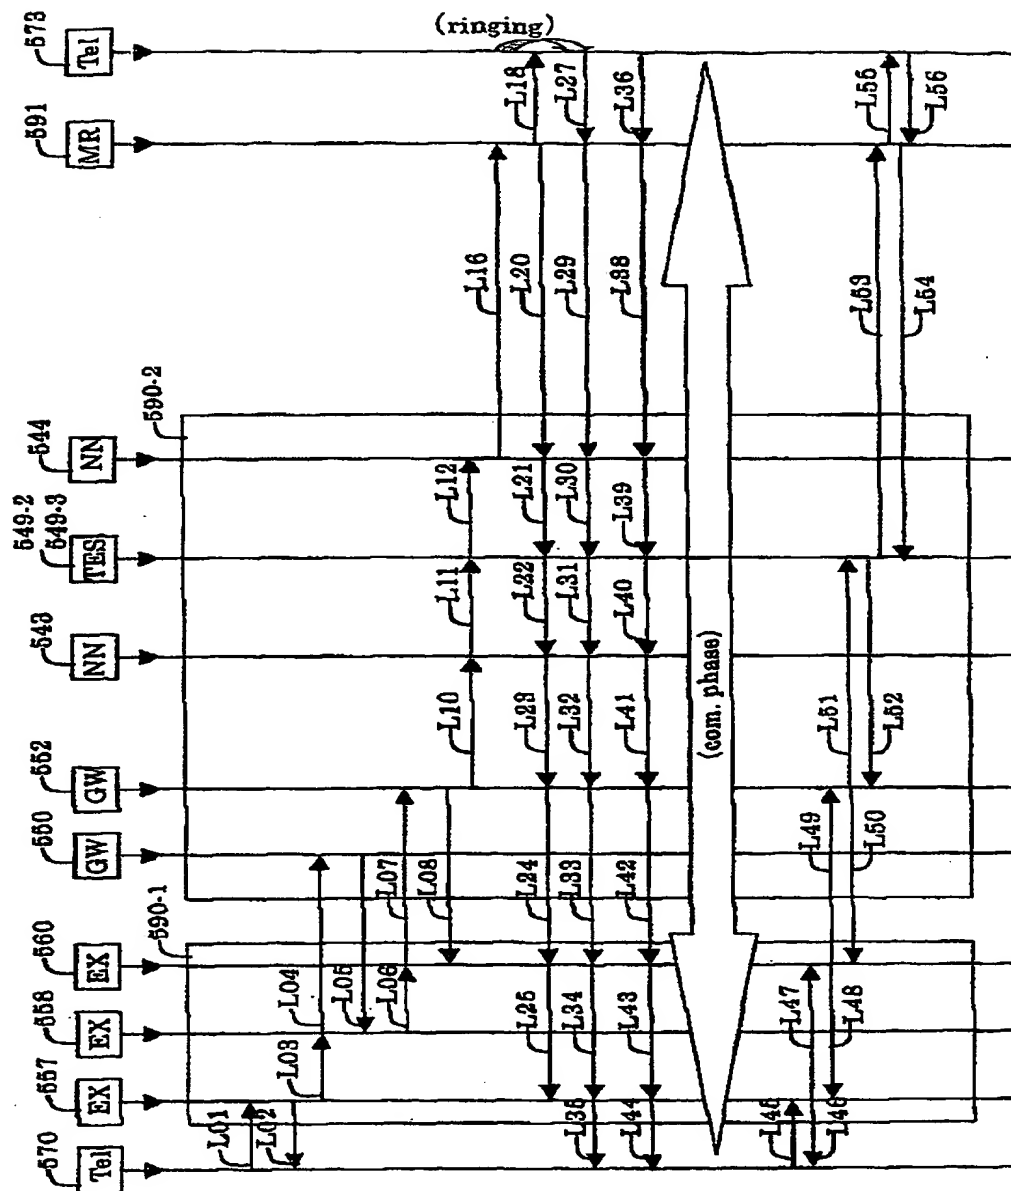 570
557
558
560
550
552
543
549-2
549-3
544
591
573
Tel
EX
EX
EX
GW
GW
NN
TES
NN
MR
Tel
590-1
590-2
L01
L02
L03
L04
L05
L06
L07
L08
L10
L11
L12
L16
L18
(ringing)
L20
L21
L22
L23
L24
L25
L27
L29
L30
L31
L32
L33
L34
L35
L36
L38
L39
L40
L41
L42
L43
L44
(com. phase)
L45
L46
L47
L48
L49
L50
L51
L52
L53
L54
L55
L56